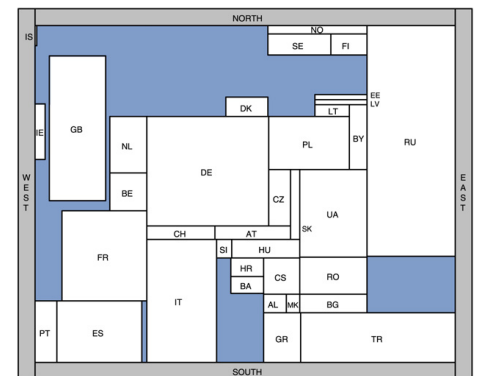 NORTH
IS
NO
SE
FI
EE
LV
LT
DK
IE
GB
NL
DE
PL
BY
RU
BE
CZ
SK
UA
WEST
EAST
CH
AT
SI
HU
FR
HR
BA
CS
RO
AL
MK
BG
PT
ES
IT
GR
TR
SOUTH